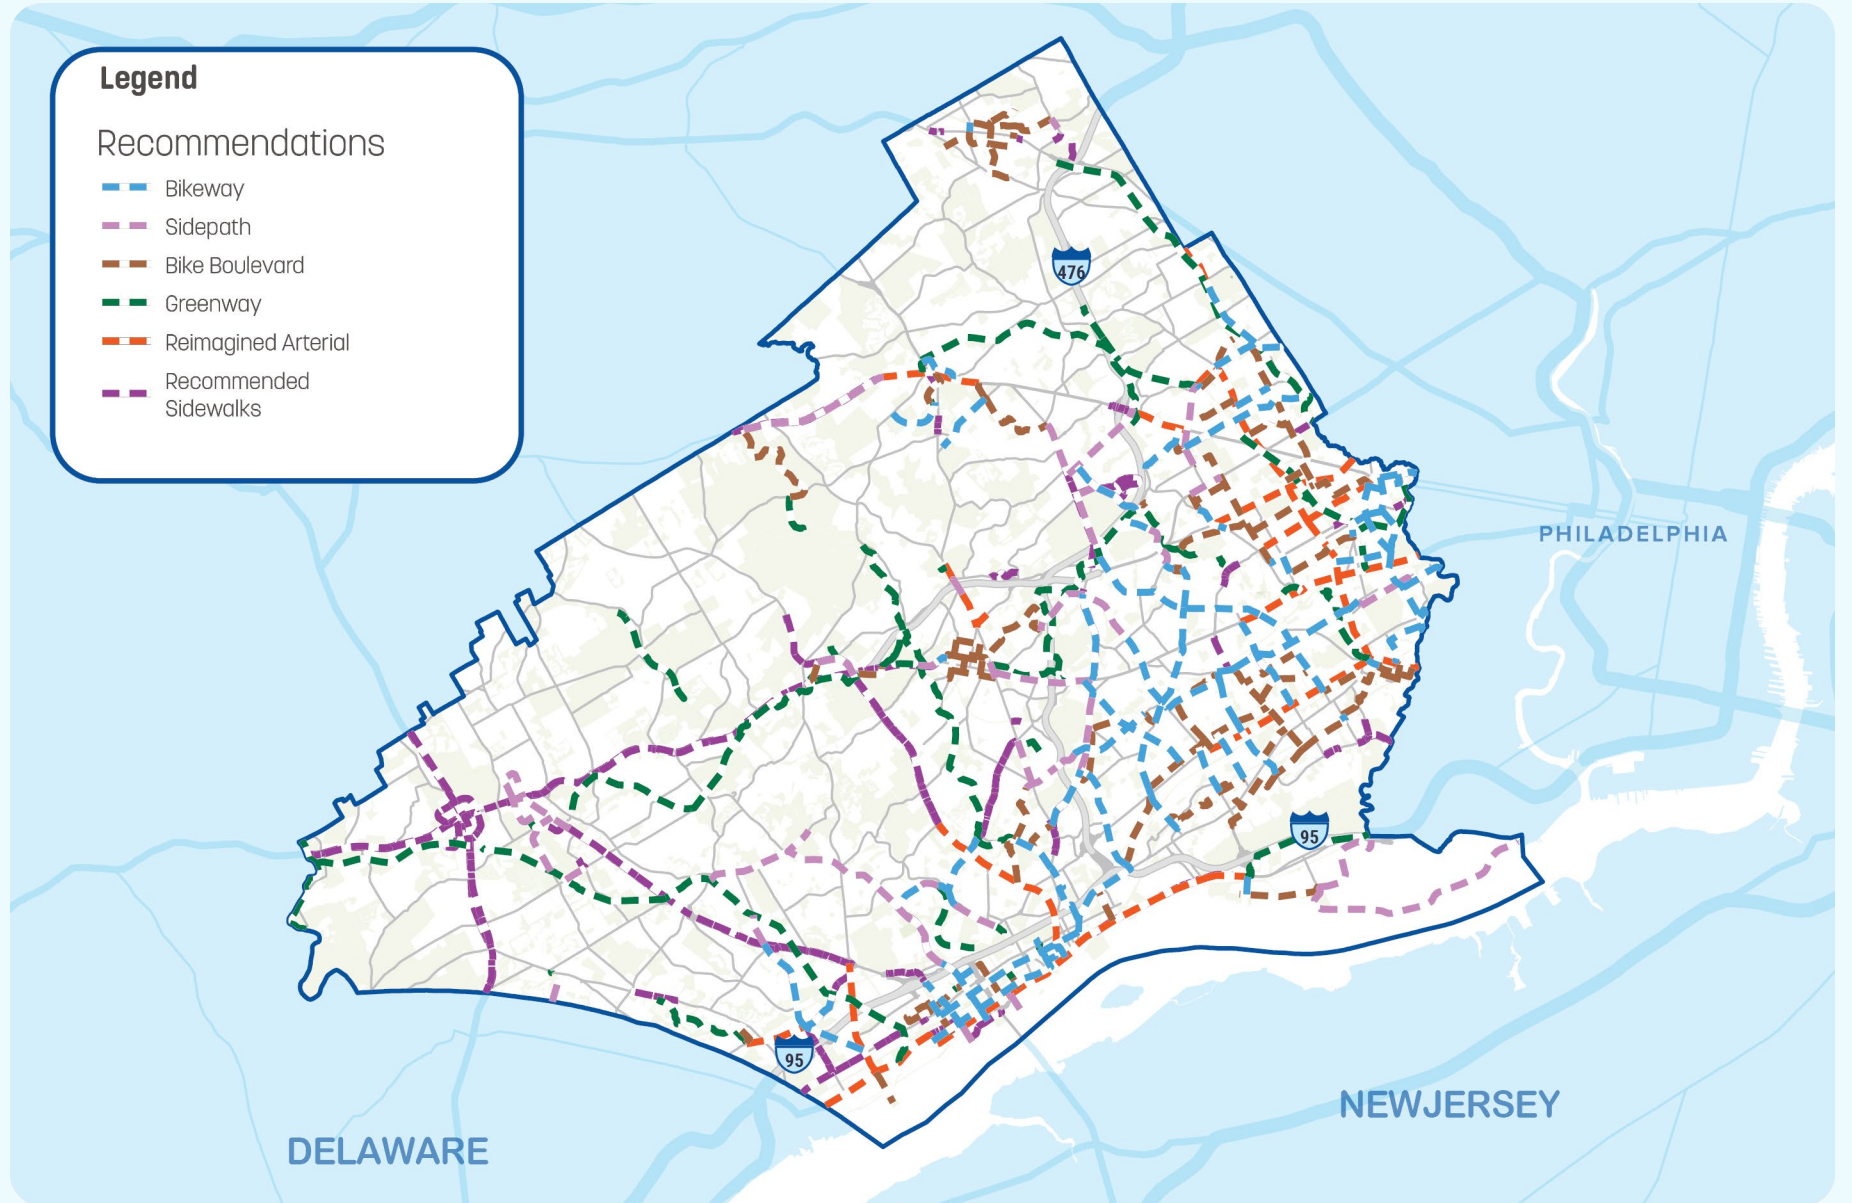 Legend
Recommendations
Bikeway
Sidepath
Bike Boulevard
Greenway
Reimagined Arterial
Recommended
Sidewalks
476
PHILADELPHIA
95
95
NEWJERSEY
DELAWARE